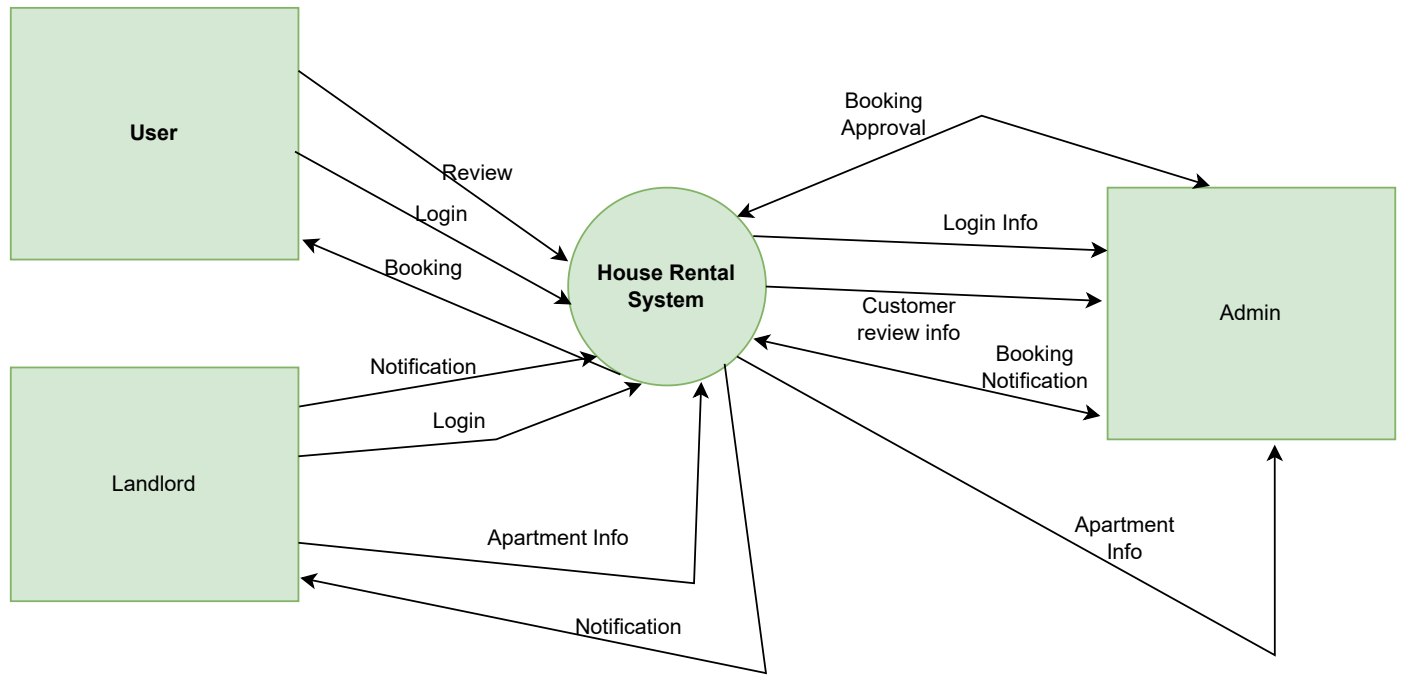 User
Review
Login
Booking
Notification
Login
Landlord
Apartment Info
Notification
House Rental
System
Booking
Approval
Login Info
Customer
review info
Booking
Notification
Admin
Apartment
Info